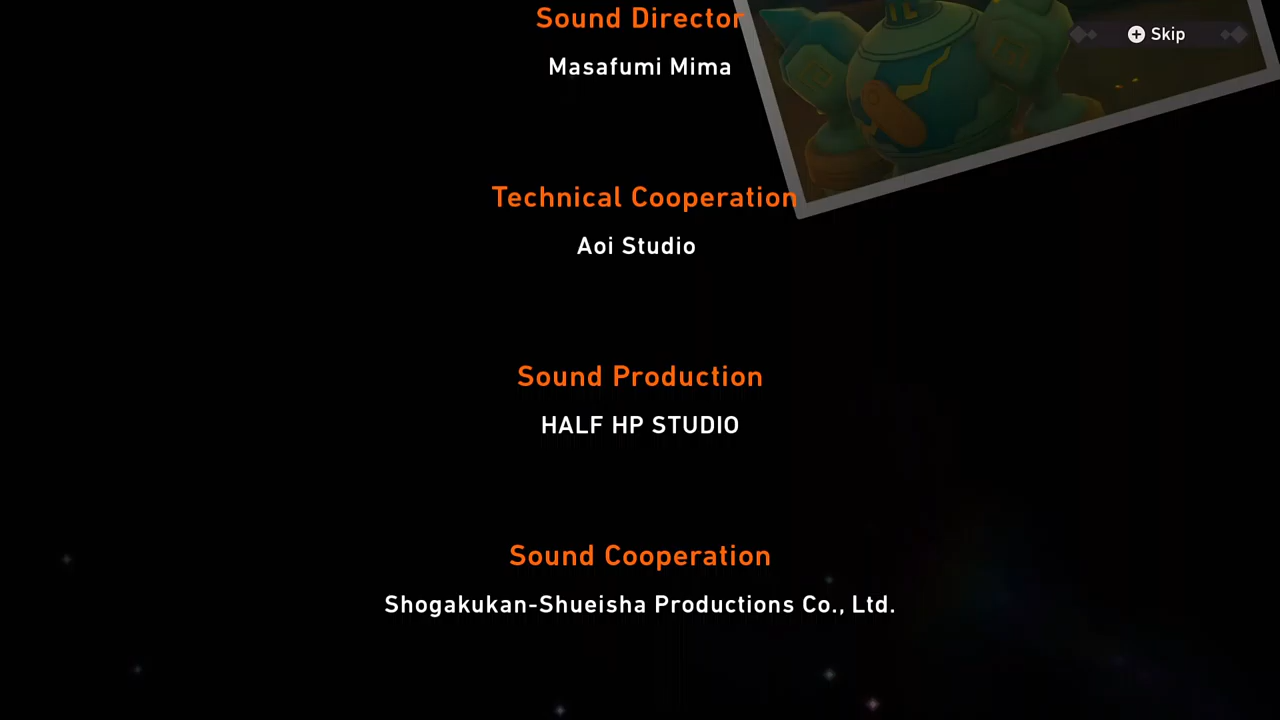 Sound Director
Skip
Masafumi Mima
Technical Cooperation
Aoi Studio
Sound Production
HALF HP STUDIO
Sound Cooperation
Shogakukan-Shueisha Productions Co., Ltd.